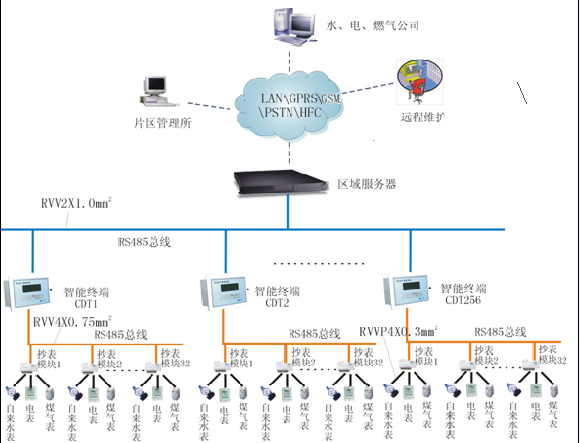 水、电、燃气公司
LAN\GPRS\GSM
\PSTN\HFC
片区管理所
远程维护
区域服务器
RVV2X1.0mm²
RS485总线
智能终端
CDT1
智能终端
CDT2
智能终端
CDT256
RVV4X0.75mm²
RS485总线
RS485总线
RVVP4X0.3mm²
RS485总线
抄表
模块1
抄表
模块2
抄表
模块32
抄表
模块1
抄表
模块2
抄表
模块32
抄表
模块1
抄表
模块2
抄表
模块32
自来水表
电表
煤气表
自来水表
电表
煤气表
自来水表
电表
煤气表
自来水表
电表
煤气表
自来水表
电表
煤气表
自来水表
电表
煤气表
自来水表
电表
煤气表
自来水表
电表
煤气表
自来水表
电表
煤气表